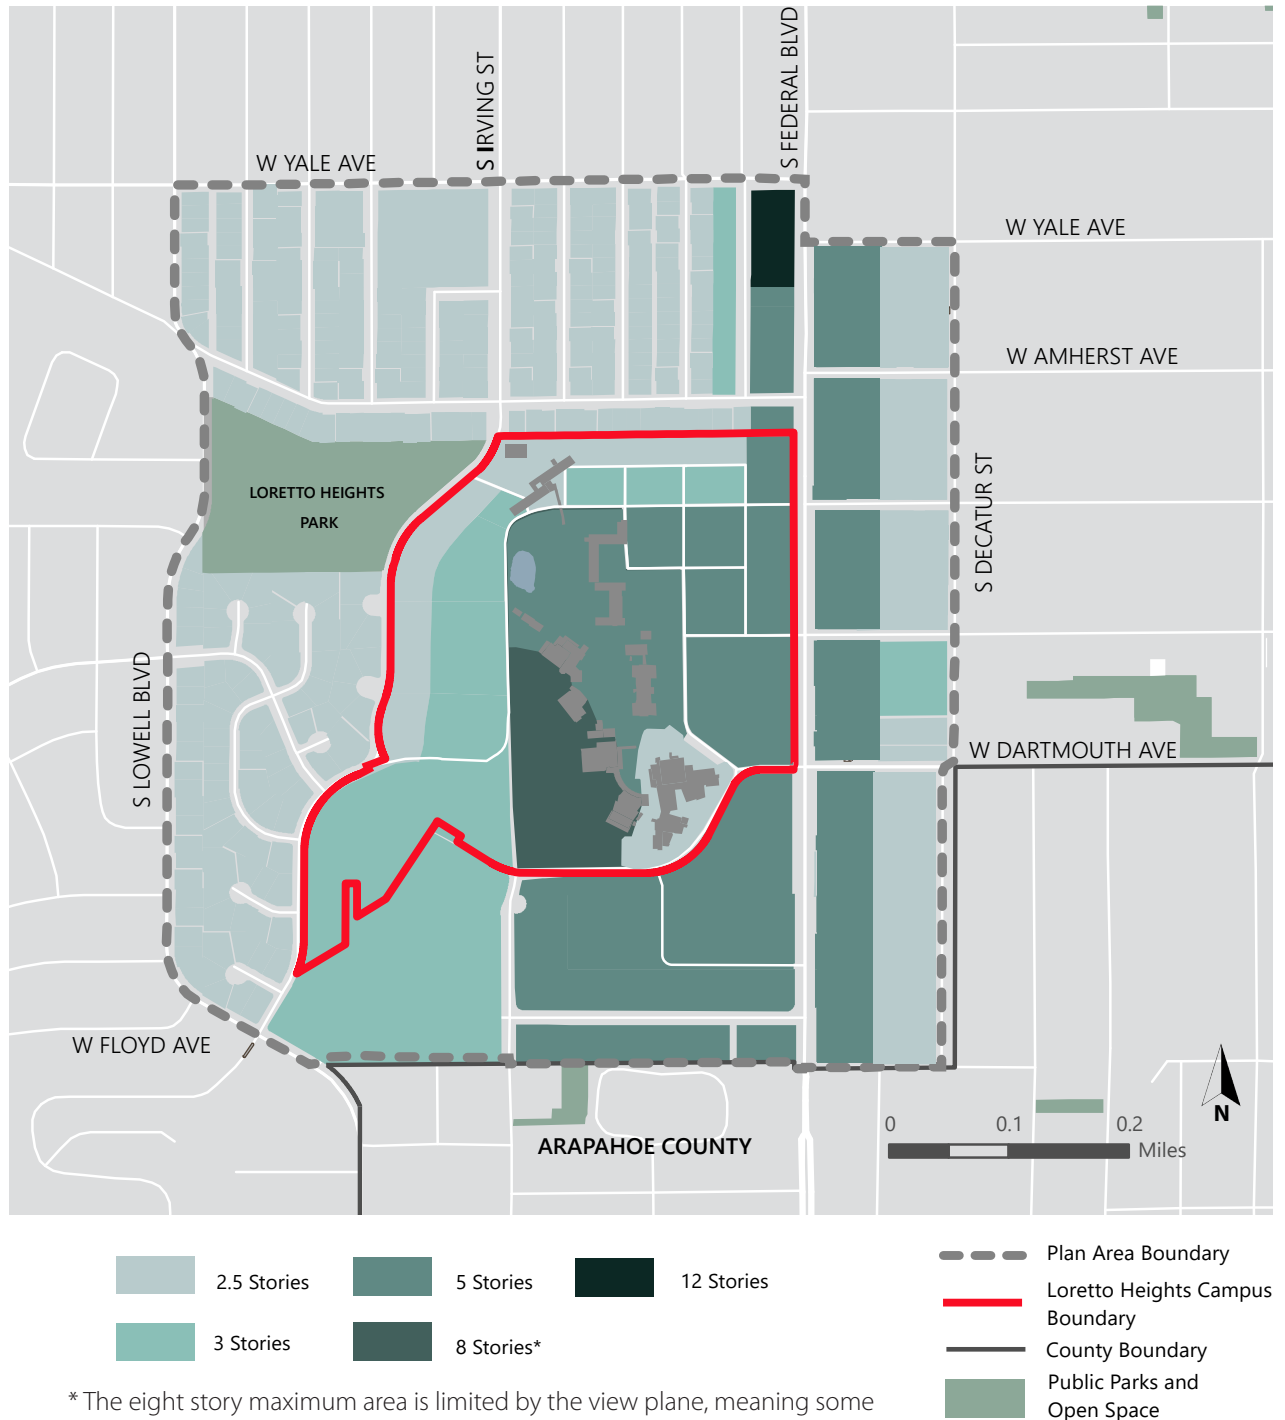 S IRVING ST
S FEDERAL BLVD
W YALE AVE
W YALE AVE
W AMHERST AVE
LORETTO HEIGHTS
PARK
S DECATUR ST
S LOWELL BLVD
W DARTMOUTH AVE
W FLOYD AVE
ARAPAHOE COUNTY
N
0
0.1
0.2
Miles
2.5 Stories
5 Stories
12 Stories
3 Stories
8 Stories*
Plan Area Boundary
Loretto Heights Campus
Boundary
County Boundary
Public Parks and
Open Space
* The eight story maximum area is limited by the view plane, meaning some